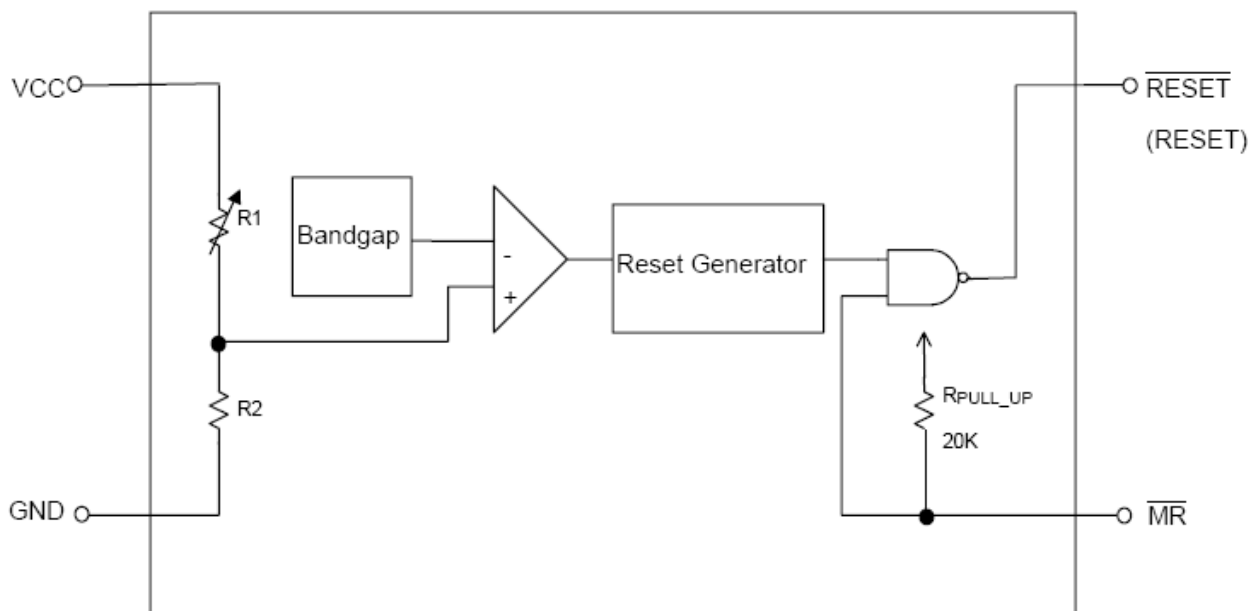 VCC
RESET
(RESET)
R1
Bandgap
-
+
Reset Generator
R2
RPULL_UP
20K
GND
MR